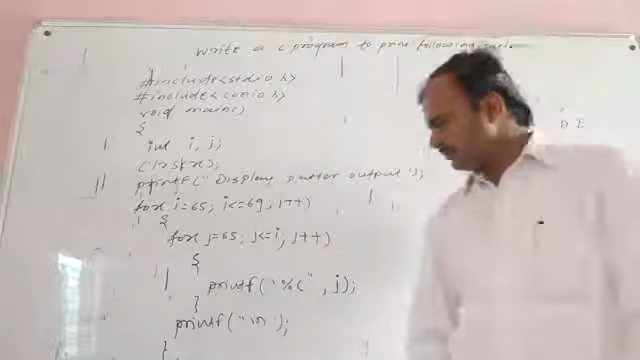 write a c program to print following
#include<stdio.h>
#include<conio.h>
void main()
{
int i, j;
clrscr();
printf("Display patter output");
for i=65; i<=69; i++)
{
for j=65; j<=i; j++)
{
printf("%c", j);
}
printf("\n");
}
D E